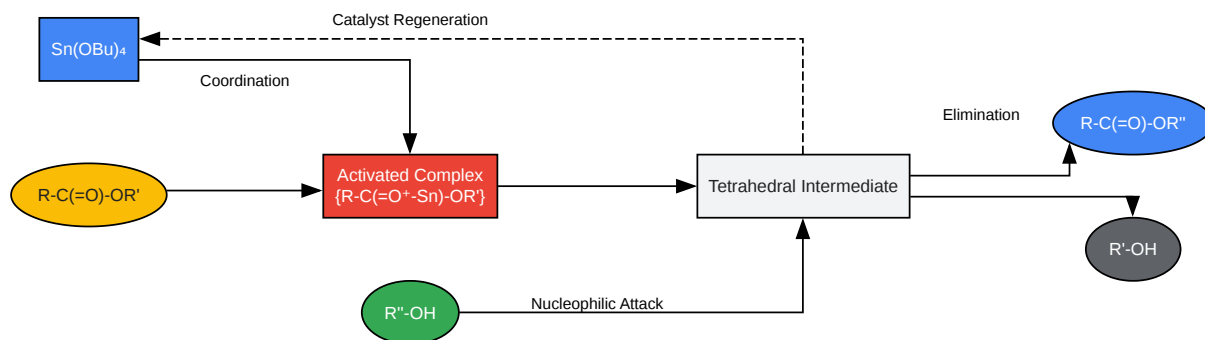 Catalyst Regeneration
Sn(OBu)₄
Coordination
Elimination
R-C(=O)-OR"
Activated Complex
{R-C(=O⁺-Sn)-OR'}
Tetrahedral Intermediate
R-C(=O)-OR'
R'-OH
Nucleophilic Attack
R"-OH